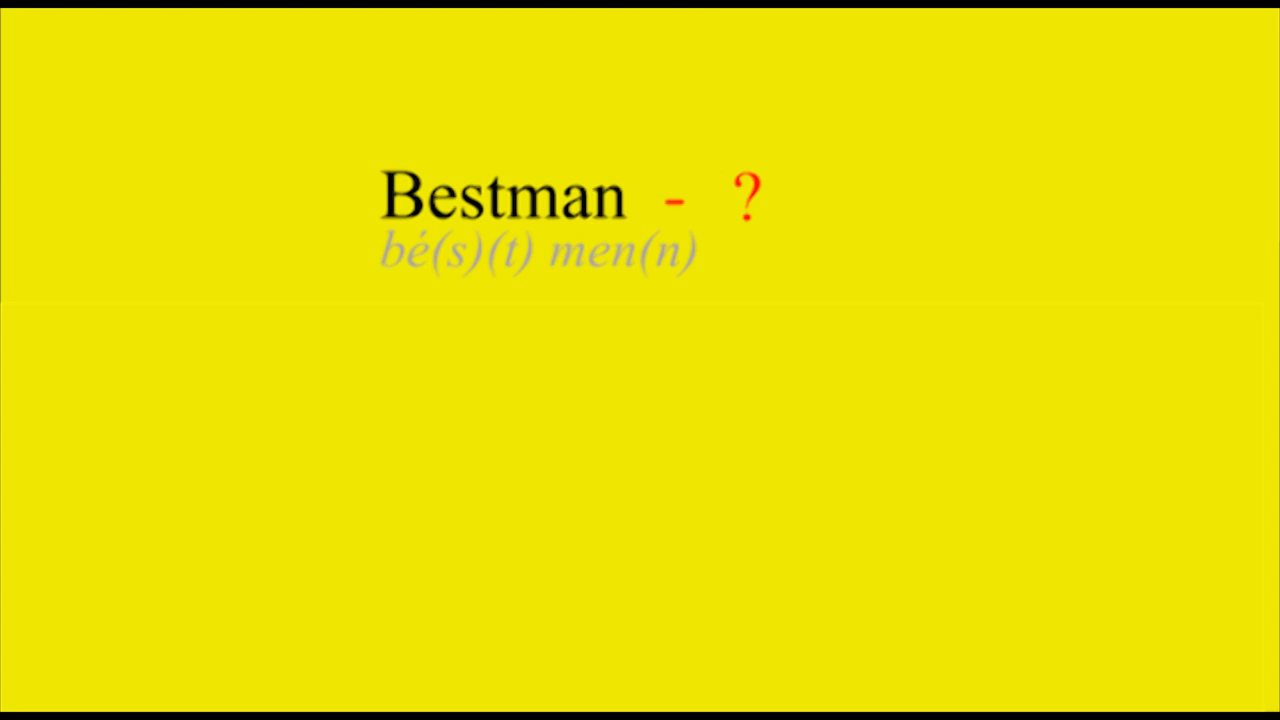 Bestman - ?
bé(s)(t) men(n)